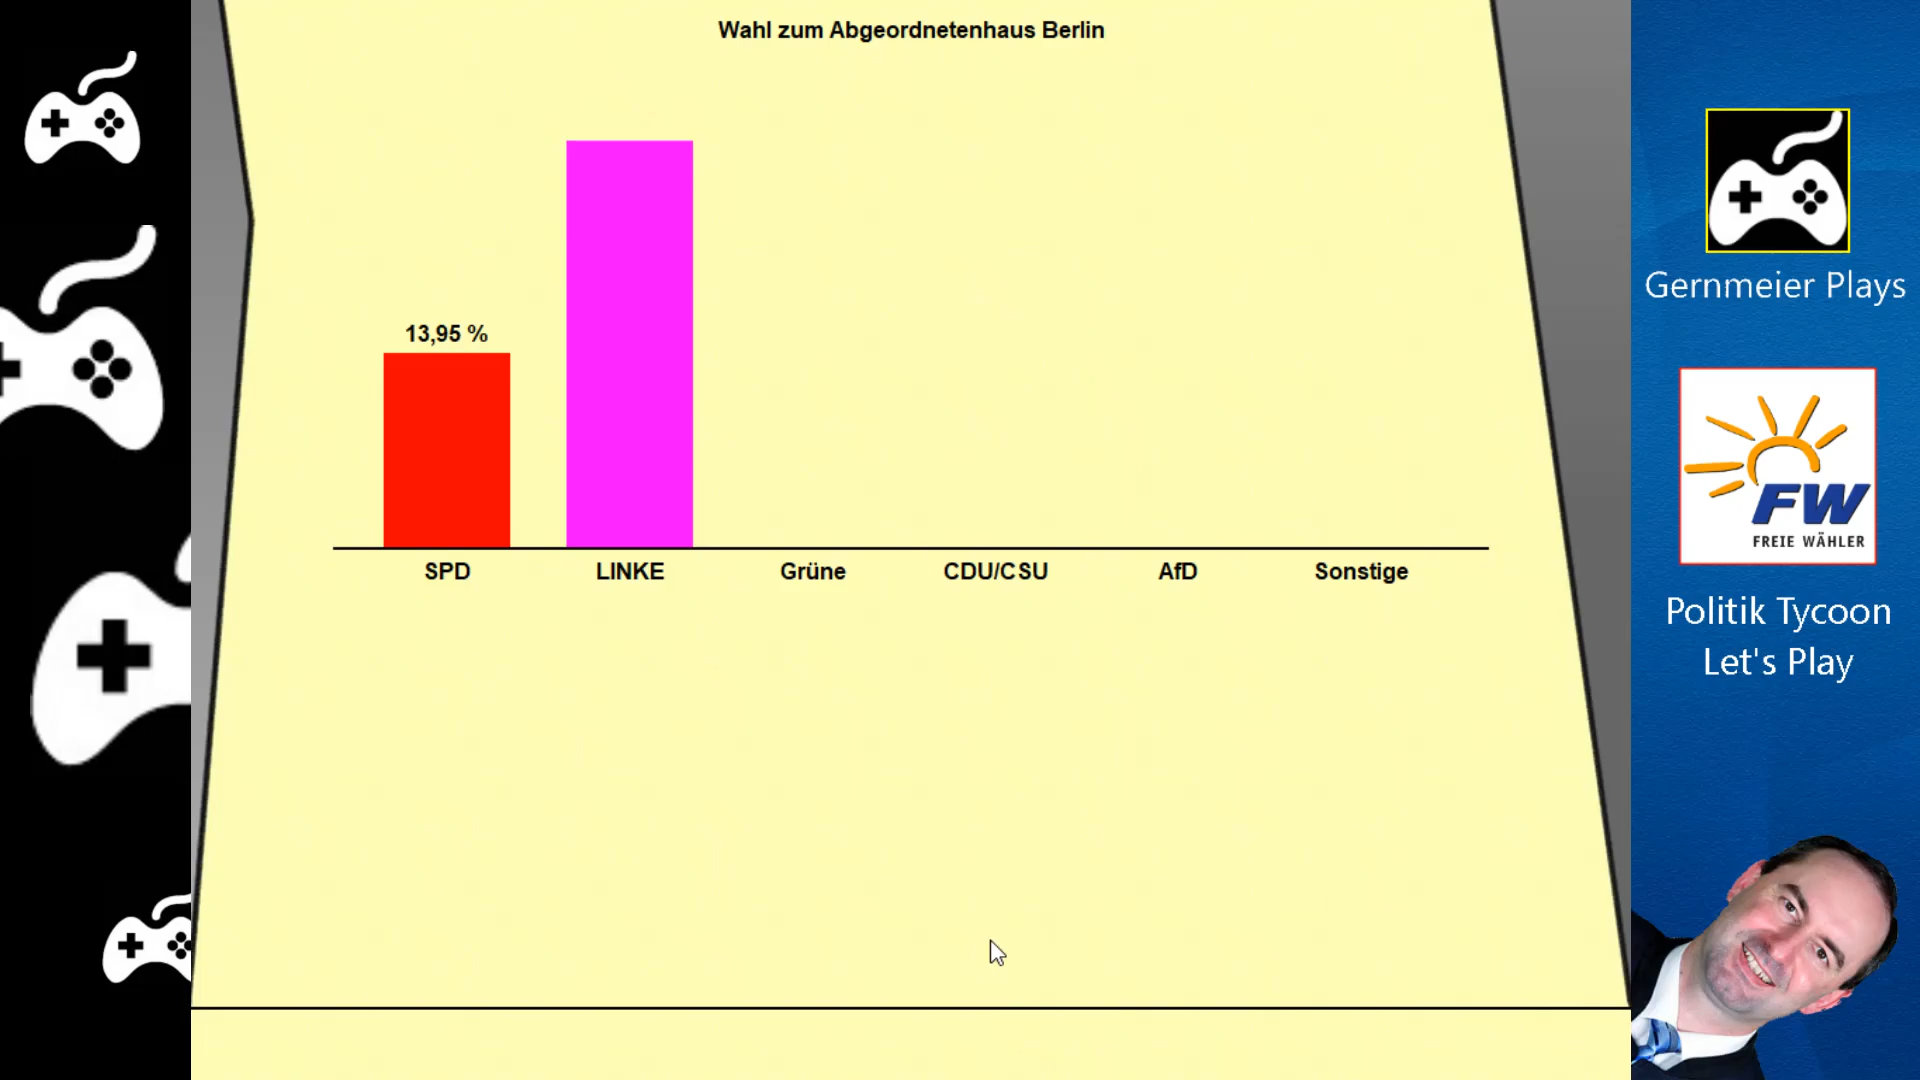 Wahl zum Abgeordnetenhaus Berlin
13,95 %
SPD LINKE Grüne CDU/CSU AfD Sonstige
Gernmeier Plays
FW
FREIE WÄHLER
Politik Tycoon
Let's Play